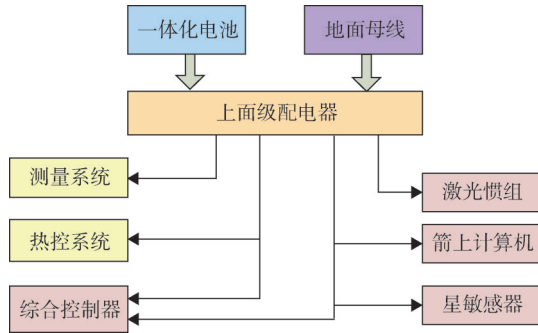 一体化电池
地面母线
上面级配电器
测量系统
激光惯组
热控系统
箭上计算机
综合控制器
星敏感器